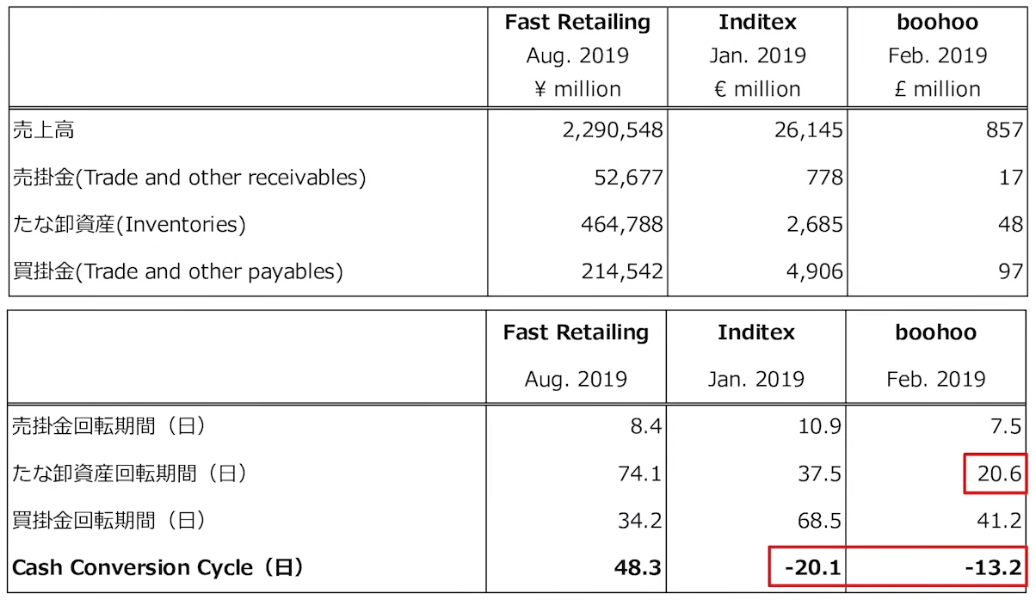 Fast Retailing Inditex boohoo
Aug. 2019 Jan. 2019 Feb. 2019
¥ million € million £ million
売上高 2,290,548 26,145 857
売掛金(Trade and other receivables) 52,677 778 17
たな卸資産(Inventories) 464,788 2,685 48
買掛金(Trade and other payables) 214,542 4,906 97
Fast Retailing Inditex boohoo
Aug. 2019 Jan. 2019 Feb. 2019
売掛金回転期間（日） 8.4 10.9 7.5
たな卸資産回転期間（日） 74.1 37.5 20.6
買掛金回転期間（日） 34.2 68.5 41.2
Cash Conversion Cycle（日） 48.3 -20.1 -13.2